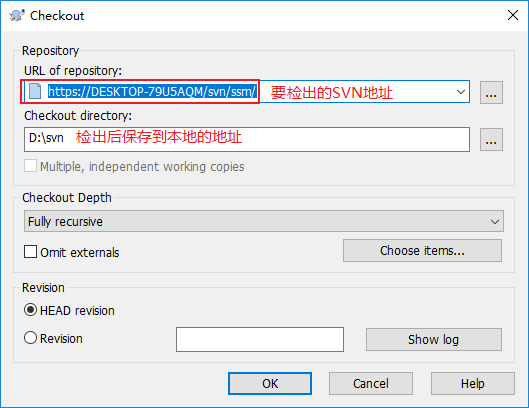 Checkout
Repository
URL of repository:
https://DESKTOP-79U5AQM/svn/ssm/ 要检出的SVN地址
...
Checkout directory:
D:\svn 检出后保存到本地的地址
...
Multiple, independent working copies
Checkout Depth
Fully recursive
Omit externals
Choose items...
Revision
HEAD revision
Revision
Show log
OK
Cancel
Help